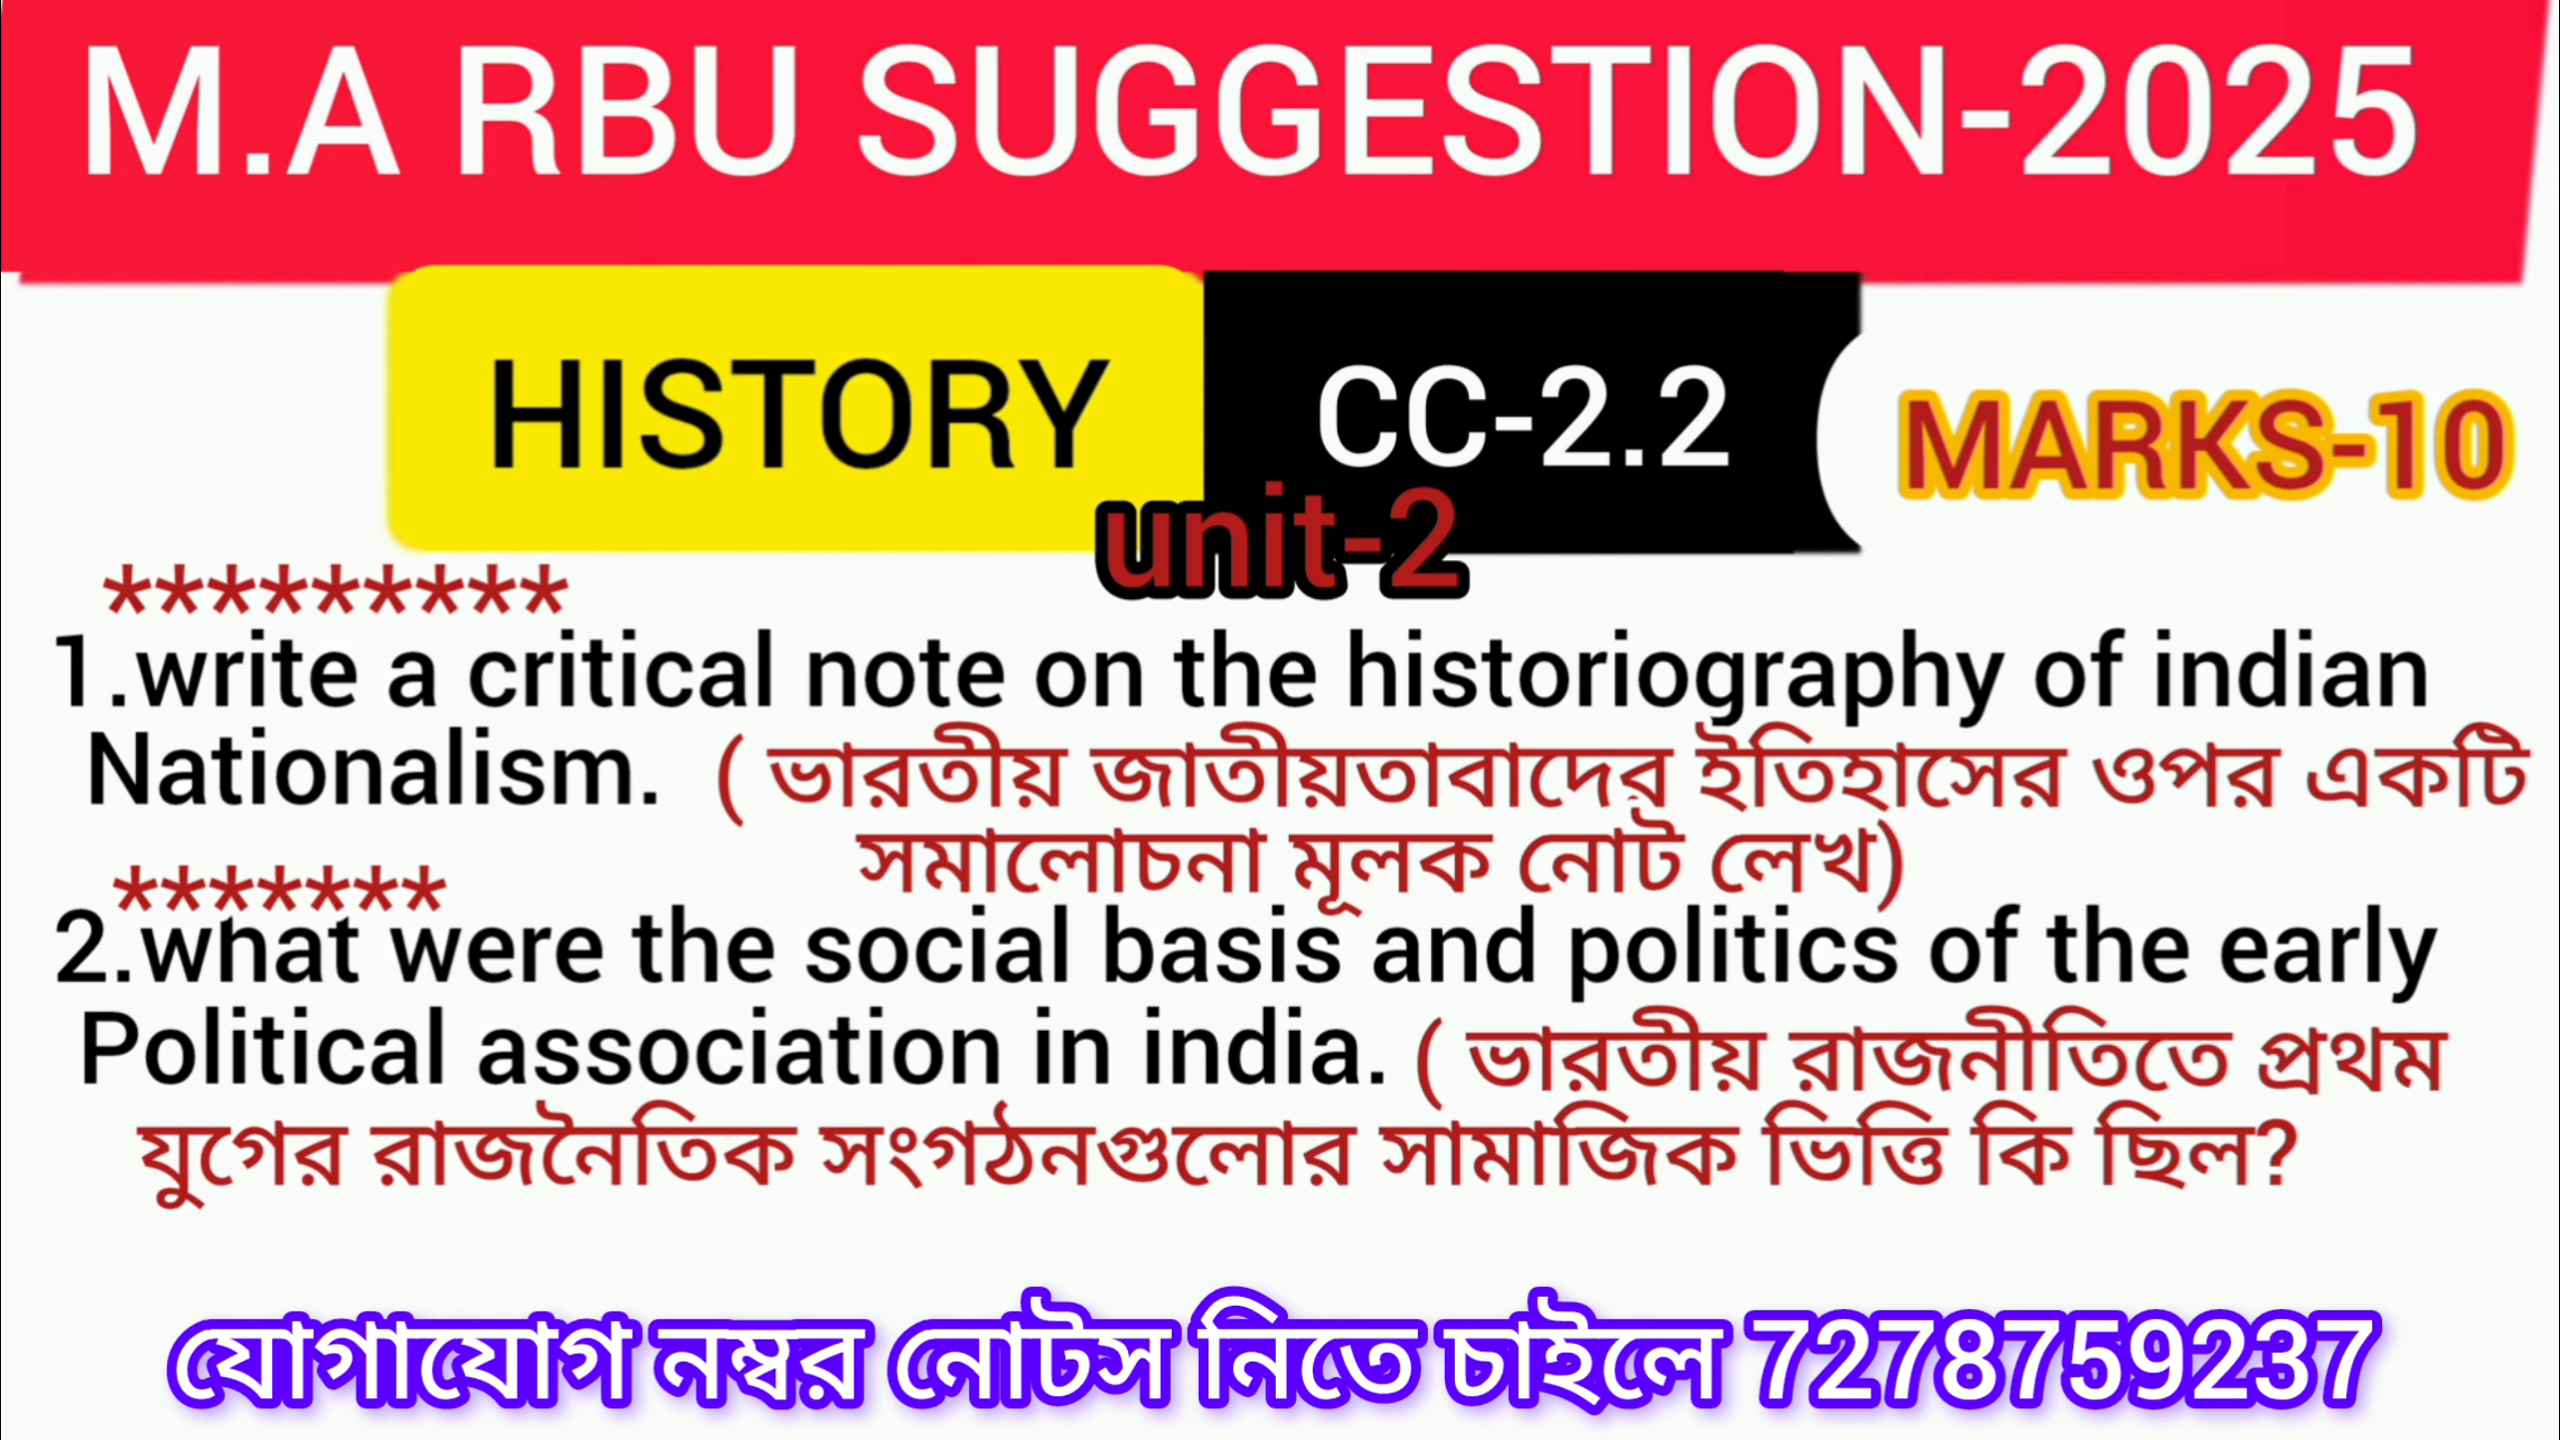 M.A RBU SUGGESTION-2025
HISTORY
CC-2.2
MARKS-10
unit-2
*********
1.write a critical note on the historiography of indian
Nationalism. ( ভারতীয় জাতীয়তাবাদের ইতিহাসের ওপর একটি
সমালোচনা মূলক নোট লেখ)
*******
2.what were the social basis and politics of the early
Political association in india. ( ভারতীয় রাজনীতিতে প্রথম
যুগের রাজনৈতিক সংগঠনগুলোর সামাজিক ভিত্তি কি ছিল?
যোগাযোগ নম্বর নোটস নিতে চাইলে 7278759237